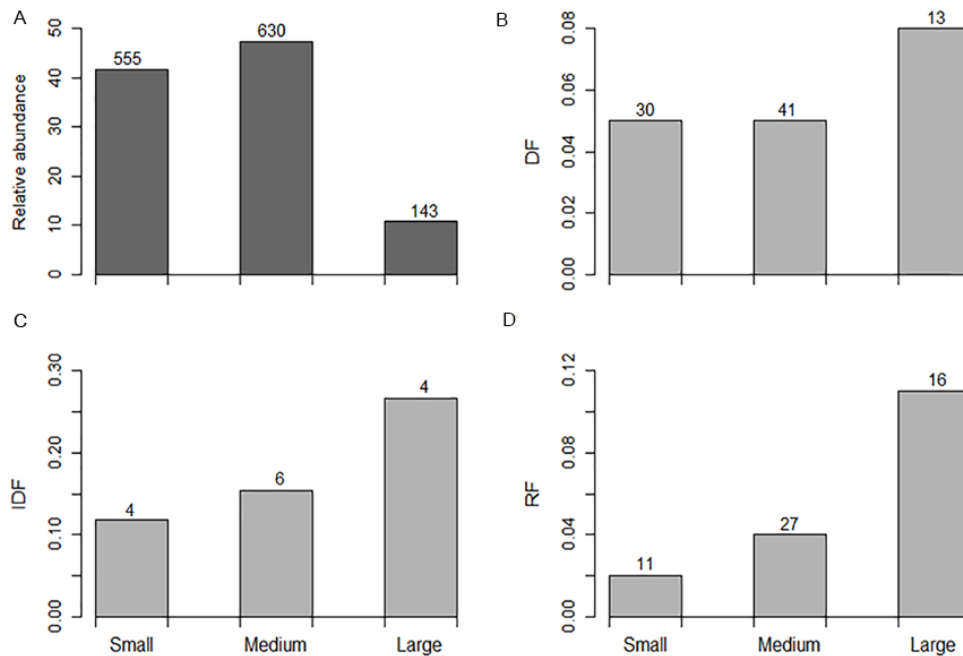 A
Relative abundance
50
40
30
20
10
0
555
630
143
B
DF
0.08
0.06
0.04
0.02
0.00
30
41
13
C
IDF
0.30
0.20
0.10
0.00
4
6
4
Small
Medium
Large
D
RF
0.12
0.08
0.04
0.00
11
27
16
Small
Medium
Large